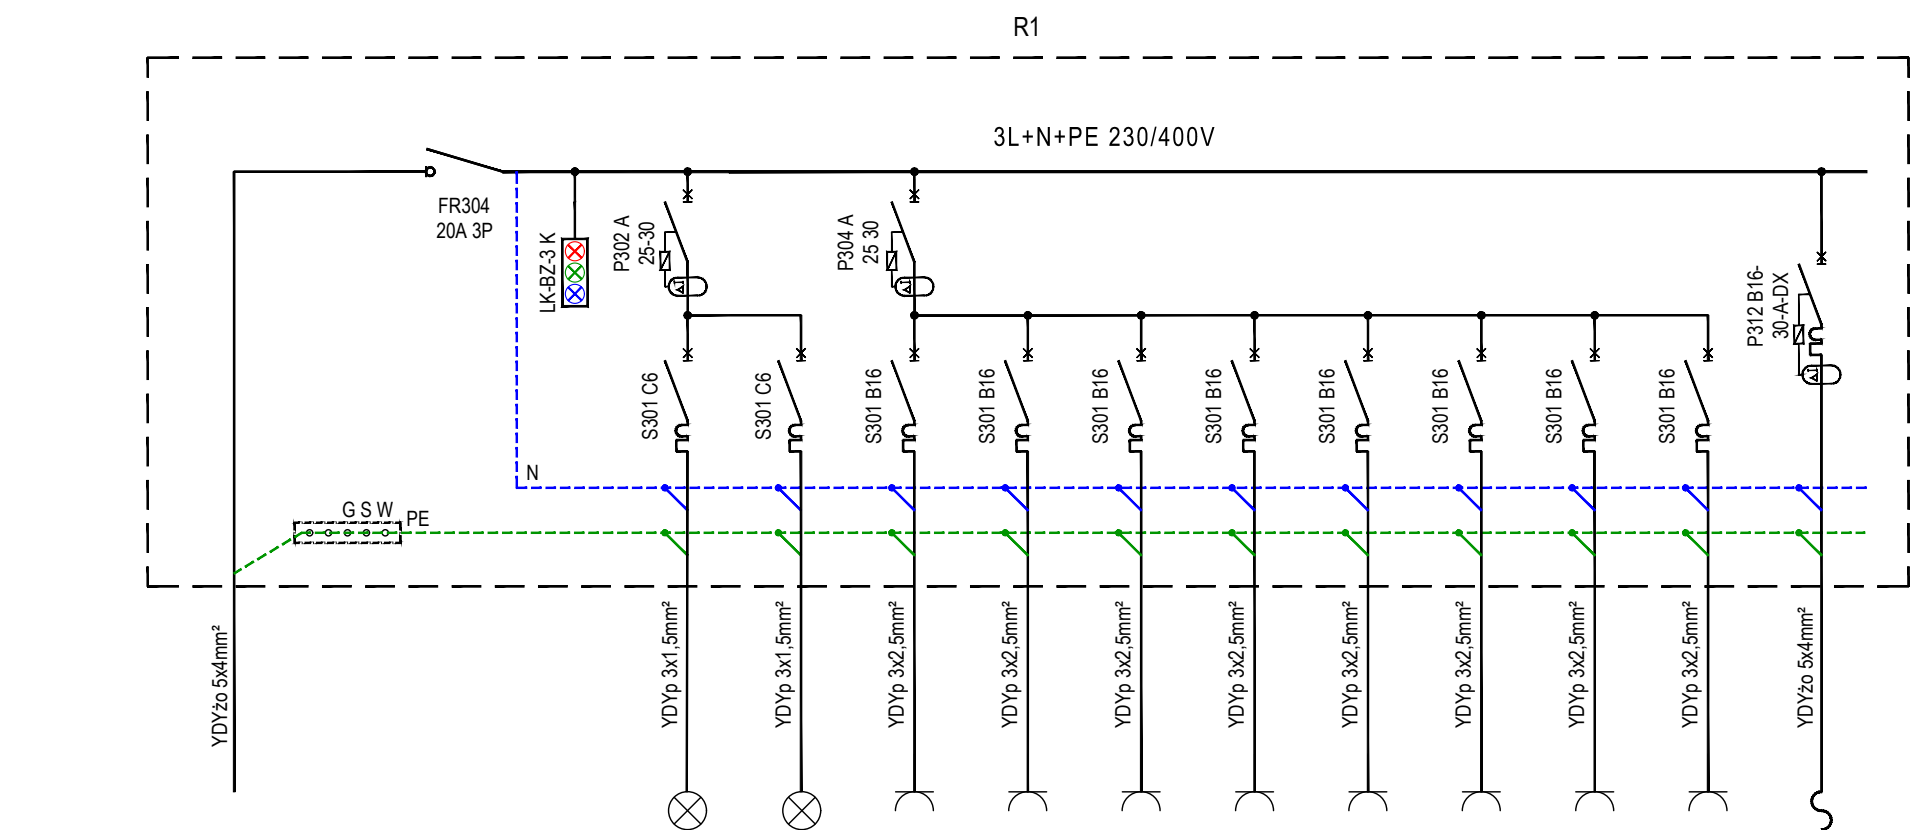 R1
3L+N+PE 230/400V
FR304
20A 3P
LK-BZ-3 K
P302 A
25-30
P304 A
25 30
P312 B16-
30-A-DX
S301 C6
S301 C6
S301 B16
S301 B16
S301 B16
S301 B16
S301 B16
S301 B16
S301 B16
S301 B16
N
G S W
PE
YDYżo 5x4mm²
YDYp 3x1,5mm²
YDYp 3x1,5mm²
YDYp 3x2,5mm²
YDYp 3x2,5mm²
YDYp 3x2,5mm²
YDYp 3x2,5mm²
YDYp 3x2,5mm²
YDYp 3x2,5mm²
YDYp 3x2,5mm²
YDYp 3x2,5mm²
YDYżo 5x4mm²